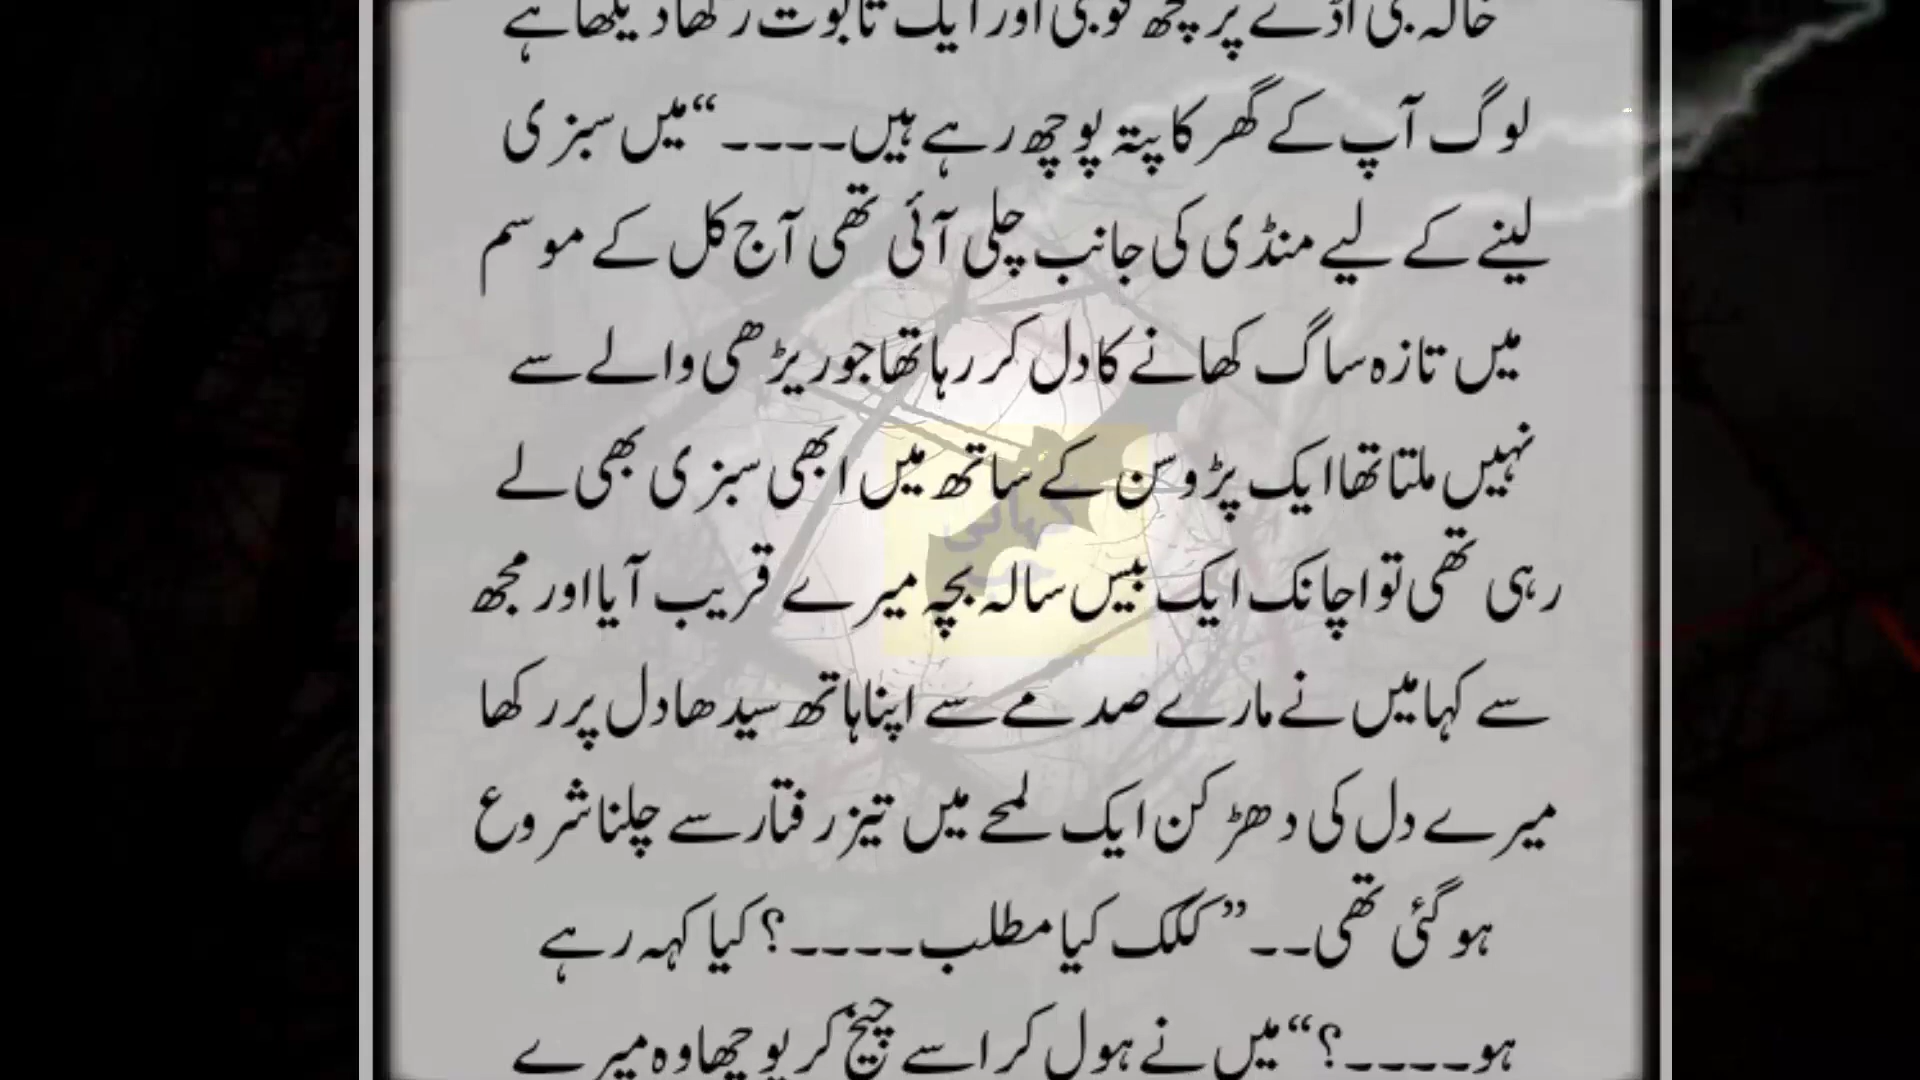 خالہ جی اڈے پر کچھ فوجی اور ایک تابوت رکھا دیکھا ہے
لوگ آپ کے گھر کا پتہ پوچھ رہے ہیں۔۔۔۔“ میں سبزی
لینے کے لیے منڈی کی جانب چلی آئی تھی آج کل کے موسم
میں تازہ ساگ کھانے کا دل کر رہا تھا جو ریڑھی والے سے
نہیں ملتا تھا ایک پڑوسن کے ساتھ میں ابھی سبزی بھی لے
رہی تھی تو اچانک ایک بیس سالہ بچہ میرے قریب آیا اور مجھ
سے کہا میں نے مارے صدمے سے اپنا ہاتھ سیدھا دل پر رکھا
میرے دل کی دھڑکن ایک لمحے میں تیز رفتار سے چلنا شروع
ہو گئی تھی۔۔ ”ککک کیا مطلب۔۔۔۔؟ کیا کہہ رہے
ہو۔۔۔۔؟“ میں نے ہول کر اسے چیخ کر پوچھا وہ میرے
کہانی